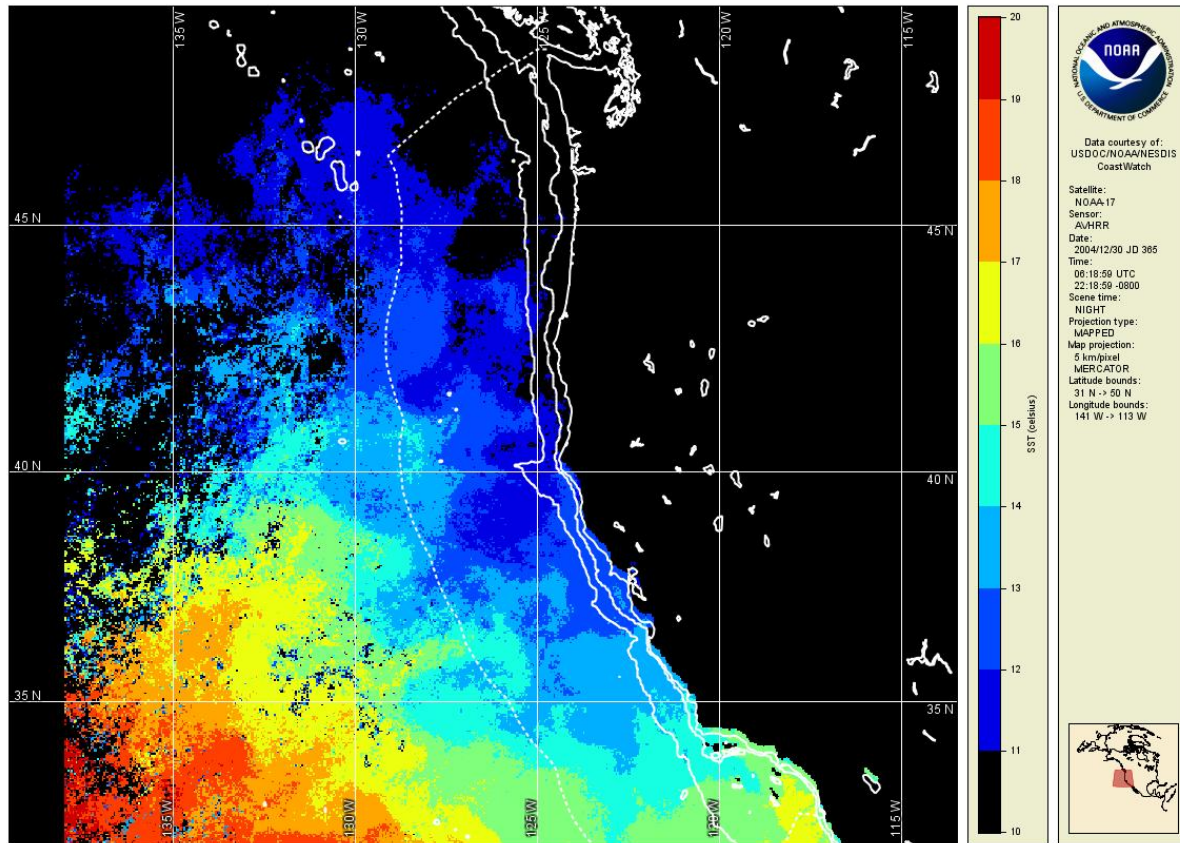 135 W
130 W
125 W
120 W
115 W
45 N
45 N
40 N
40 N
35 N
35 N
135 W
130 W
125 W
120 W
115 W
20
19
18
17
16
15
14
13
12
11
10
SST (celsius)
NATIONAL OCEANIC AND ATMOSPHERIC ADMINISTRATION
NOAA
U.S. DEPARTMENT OF COMMERCE
Data courtesy of:
USDOC/NOAA/NESDIS
CoastWatch
Satellite:
NOAA-17
Sensor:
AVHRR
Date:
2004/12/30 JD 365
Time:
06:18:59 UTC
22:18:59 -0800
Scene time:
NIGHT
Projection type:
MAPPED
Map projection:
5 km/pixel
MERCATOR
Latitude bounds:
31 N -> 50 N
Longitude bounds:
141 W -> 113 W